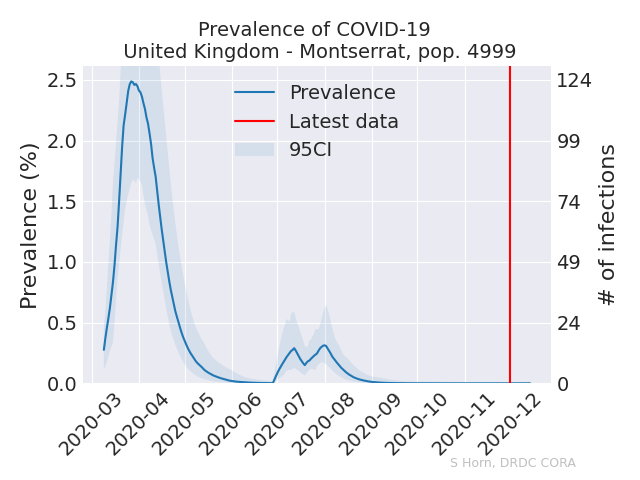 Prevalence of COVID-19
United Kingdom - Montserrat, pop. 4999
Prevalence (%)
2.5
2.0
1.5
1.0
0.5
0.0
Prevalence
Latest data
95CI
124
99
74
49
24
0
# of infections
2020-03
2020-04
2020-05
2020-06
2020-07
2020-08
2020-09
2020-10
2020-11
2020-12
S Horn, DRDC CORA